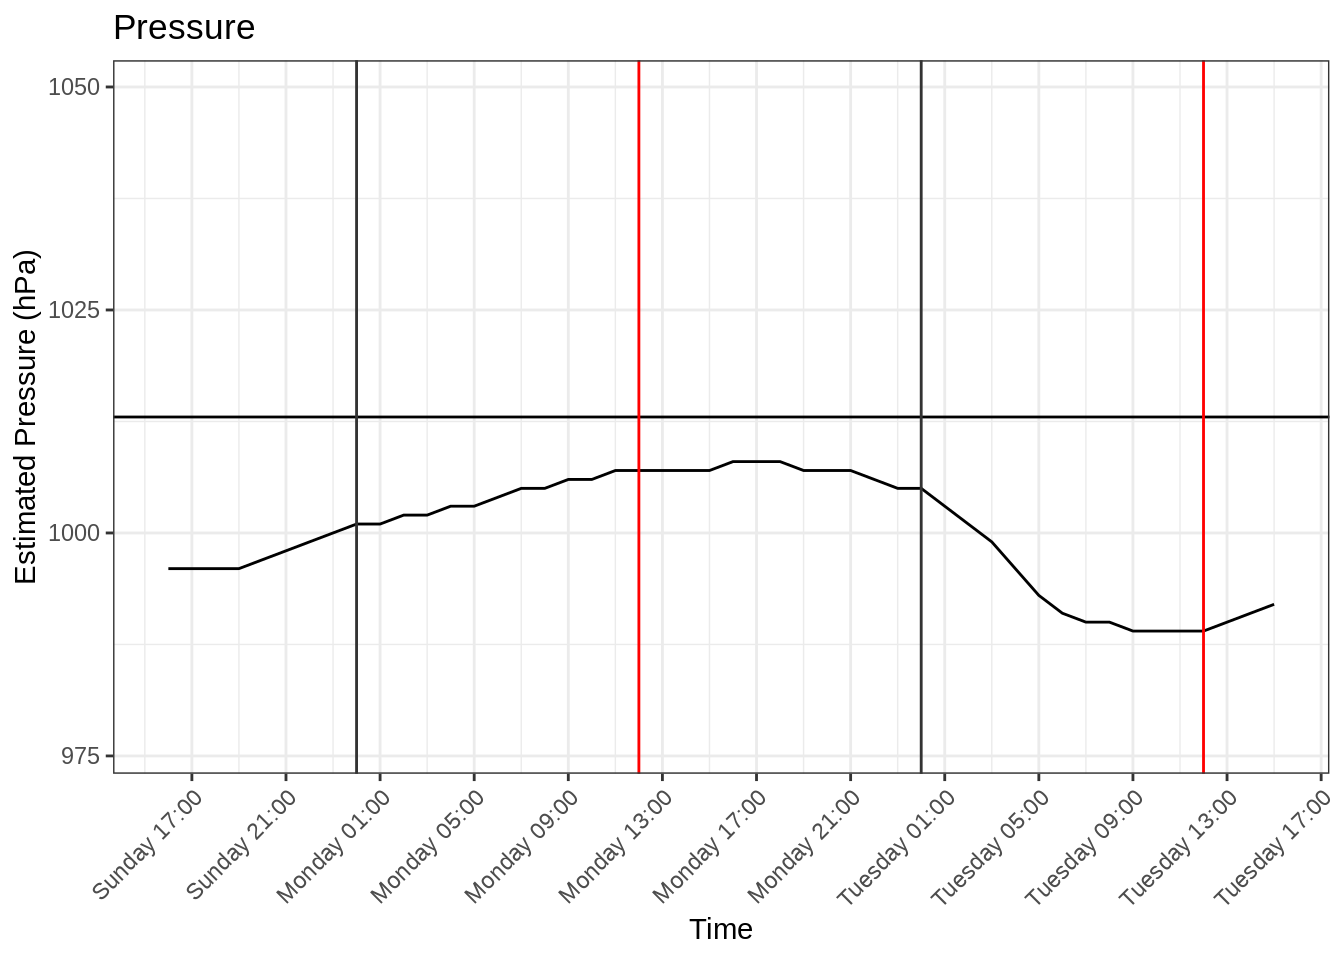 Pressure
Estimated Pressure (hPa)
1050
1025
1000
975
Sunday 17:00
Sunday 21:00
Monday 01:00
Monday 05:00
Monday 09:00
Monday 13:00
Monday 17:00
Monday 21:00
Tuesday 01:00
Tuesday 05:00
Tuesday 09:00
Tuesday 13:00
Tuesday 17:00
Time